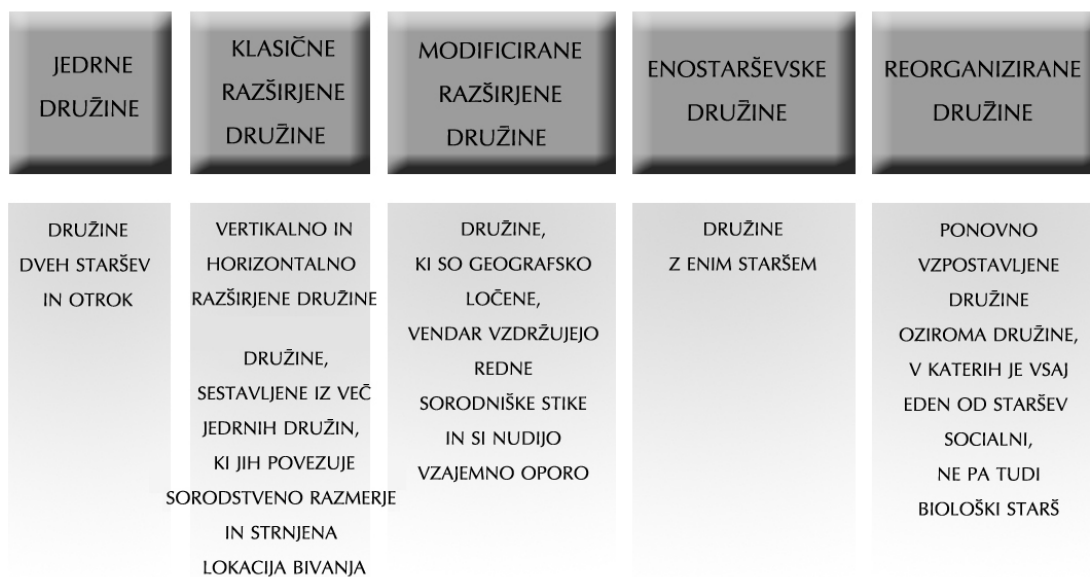 JEDRNE
DRUŽINE
KLASIČNE
RAZŠIRJENE
DRUŽINE
MODIFICIRANE
RAZŠIRJENE
DRUŽINE
ENOSTARŠEVSKE
DRUŽINE
REORGANIZIRANE
DRUŽINE
DRUŽINE
DVEH STARŠEV
IN OTROK
VERTIKALNO IN
HORIZONTALNO
RAZŠIRJENE DRUŽINE
DRUŽINE,
SESTAVLJENE IZ VEČ
JEDRNIH DRUŽIN,
KI JIH POVEZUJE
SORODSTVENO RAZMERJE
IN STRNJENA
LOKACIJA BIVANJA
DRUŽINE,
KI SO GEOGRAFSKO
LOČENE,
VENDAR VZDRŽUJEJO
REDNE
SORODNIŠKE STIKE
IN SI NUDIJO
VZAJEMNO OPORO
DRUŽINE
Z ENIM STARŠEM
PONOVNO
VZPOSTAVLJENE
DRUŽINE
OZIROMA DRUŽINE,
V KATERIH JE VSAJ
EDEN OD STARŠEV
SOCIALNI,
NE PA TUDI
BIOLOŠKI STARŠ